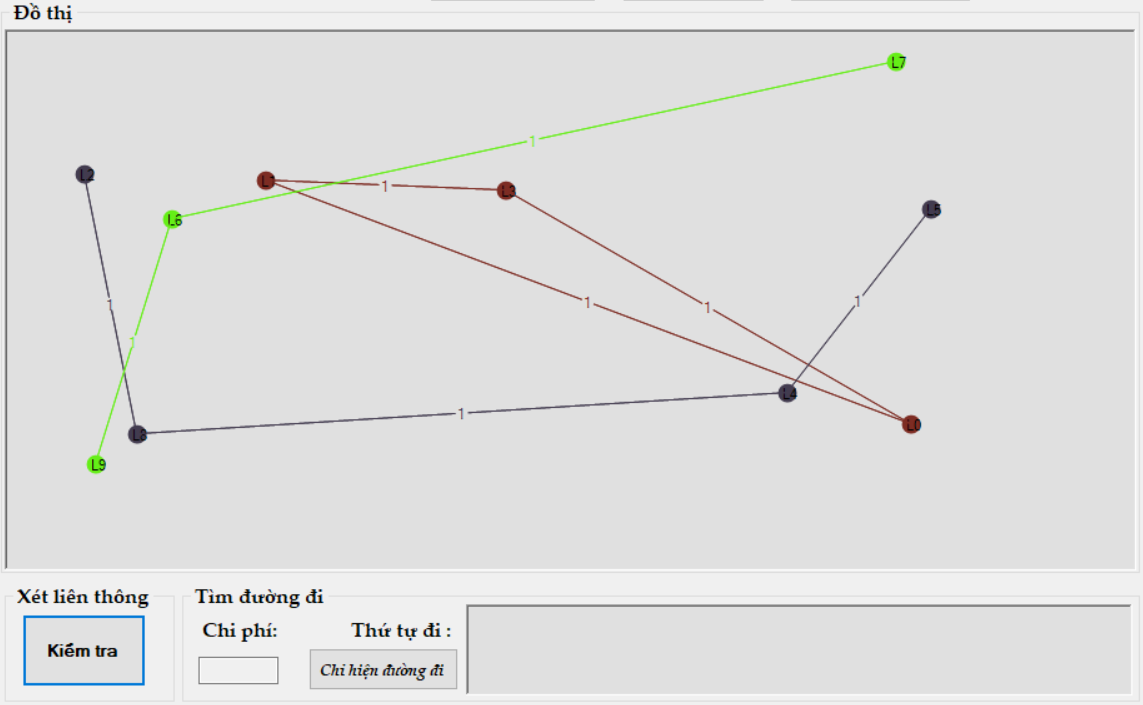 Đồ thị
L7
1
L2
L1
1
L3
L6
L5
1
1
1
1
1
L4
1
L8
L0
L9
Xét liên thông
Kiểm tra
Tìm đường đi
Chi phí:
Thứ tự đi :
Chỉ hiện đường đi